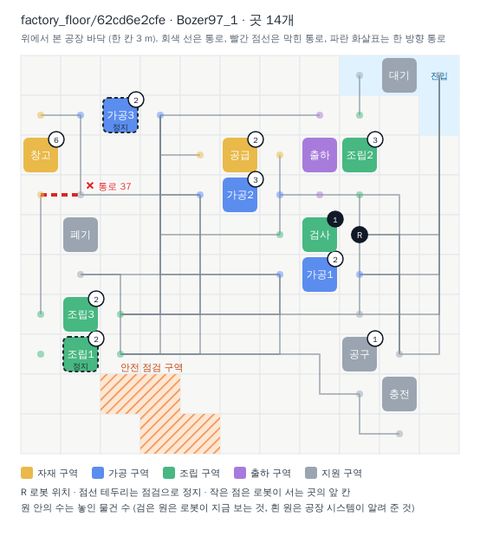 factory_floor/62cd6e2cfe · Bozer97_1 · 곳 14개
위에서 본 공장 바닥 (한 칸 3 m). 회색 선은 통로, 빨간 점선은 막힌 통로, 파란 화살표는 한 방향 통로
대기
2
가공3
정지
6
창고
2
공급
출하
3
조립2
✕ 통로 37
3
가공2
폐기
1
검사
R
2
가공1
2
조립3
2
조립1
정지
1
공구
안전 점검 구역
충전
자재 구역
가공 구역
조립 구역
출하 구역
지원 구역
R 로봇 위치 · 점선 테두리는 점검으로 정지 · 작은 점은 로봇이 서는 곳의 앞 칸
원 안의 수는 놓인 물건 수 (검은 원은 로봇이 지금 보는 것, 흰 원은 공장 시스템이 알려 준 것)